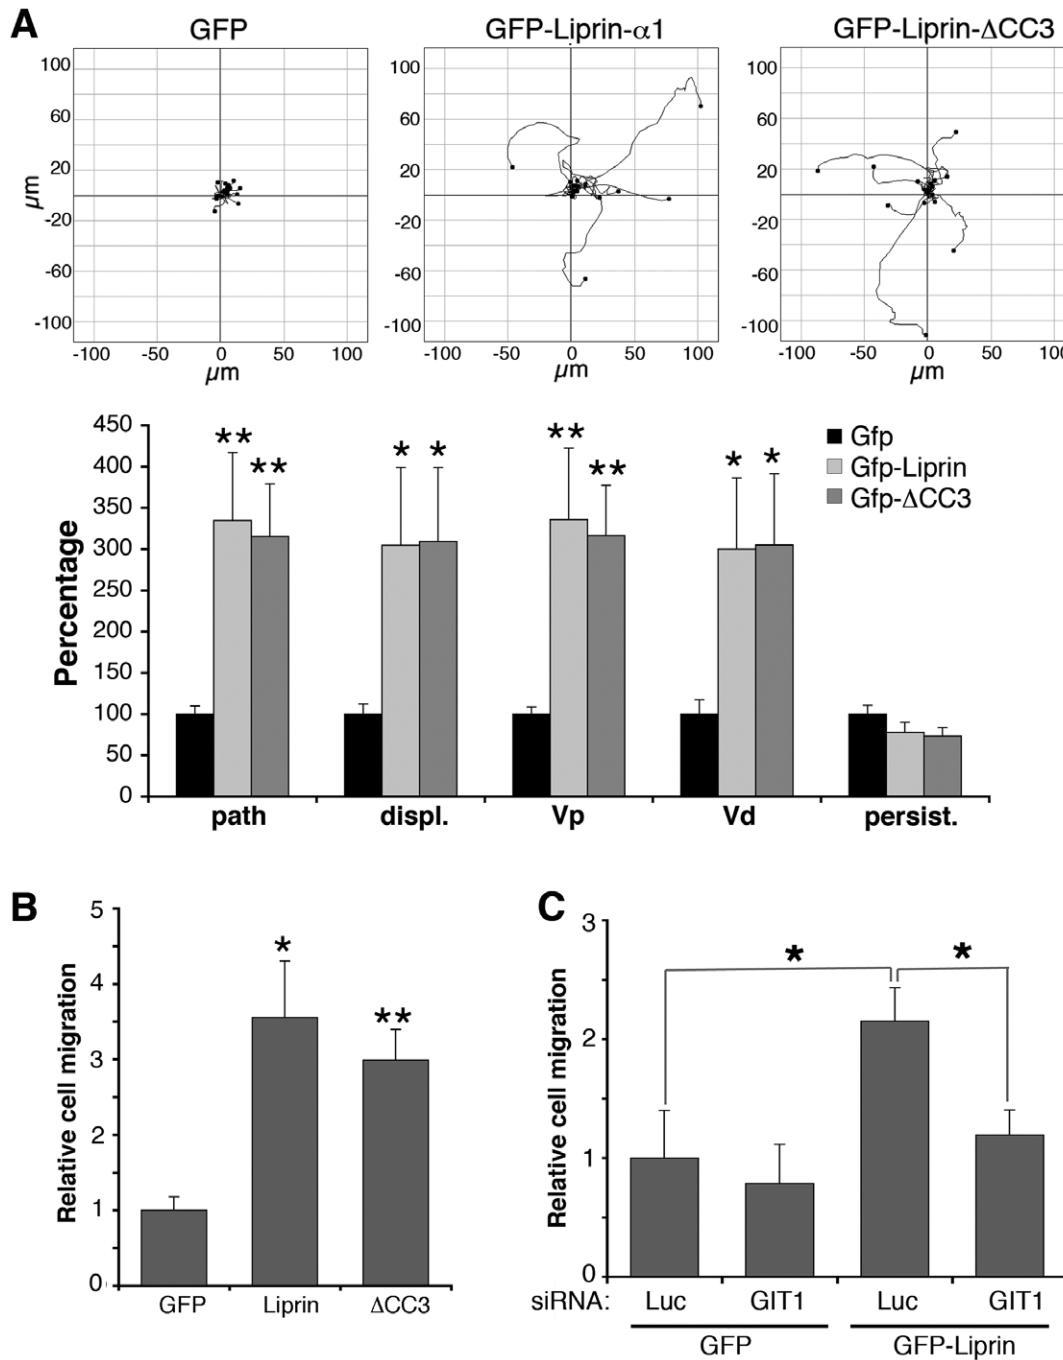 A
GFP
GFP-Liprin-α1
GFP-Liprin-ΔCC3
100
60
20
-20
-60
-100
μm
-100
-50
0
50
100
μm
100
60
20
-20
-60
-100
-100
-50
0
50
100
μm
100
60
20
-20
-60
-100
-100
-50
0
50
μm
450
400
350
300
250
200
150
100
50
0
Percentage
**
**
*
*
**
**
*
*
Gfp
Gfp-Liprin
Gfp-ΔCC3
path
displ.
Vp
Vd
persist.
B
5
4
3
2
1
0
Relative cell migration
*
**
GFP
Liprin
ΔCC3
C
3
2
1
0
Relative cell migration
*
*
siRNA: Luc GIT1 Luc GIT1
GFP GFP-Liprin